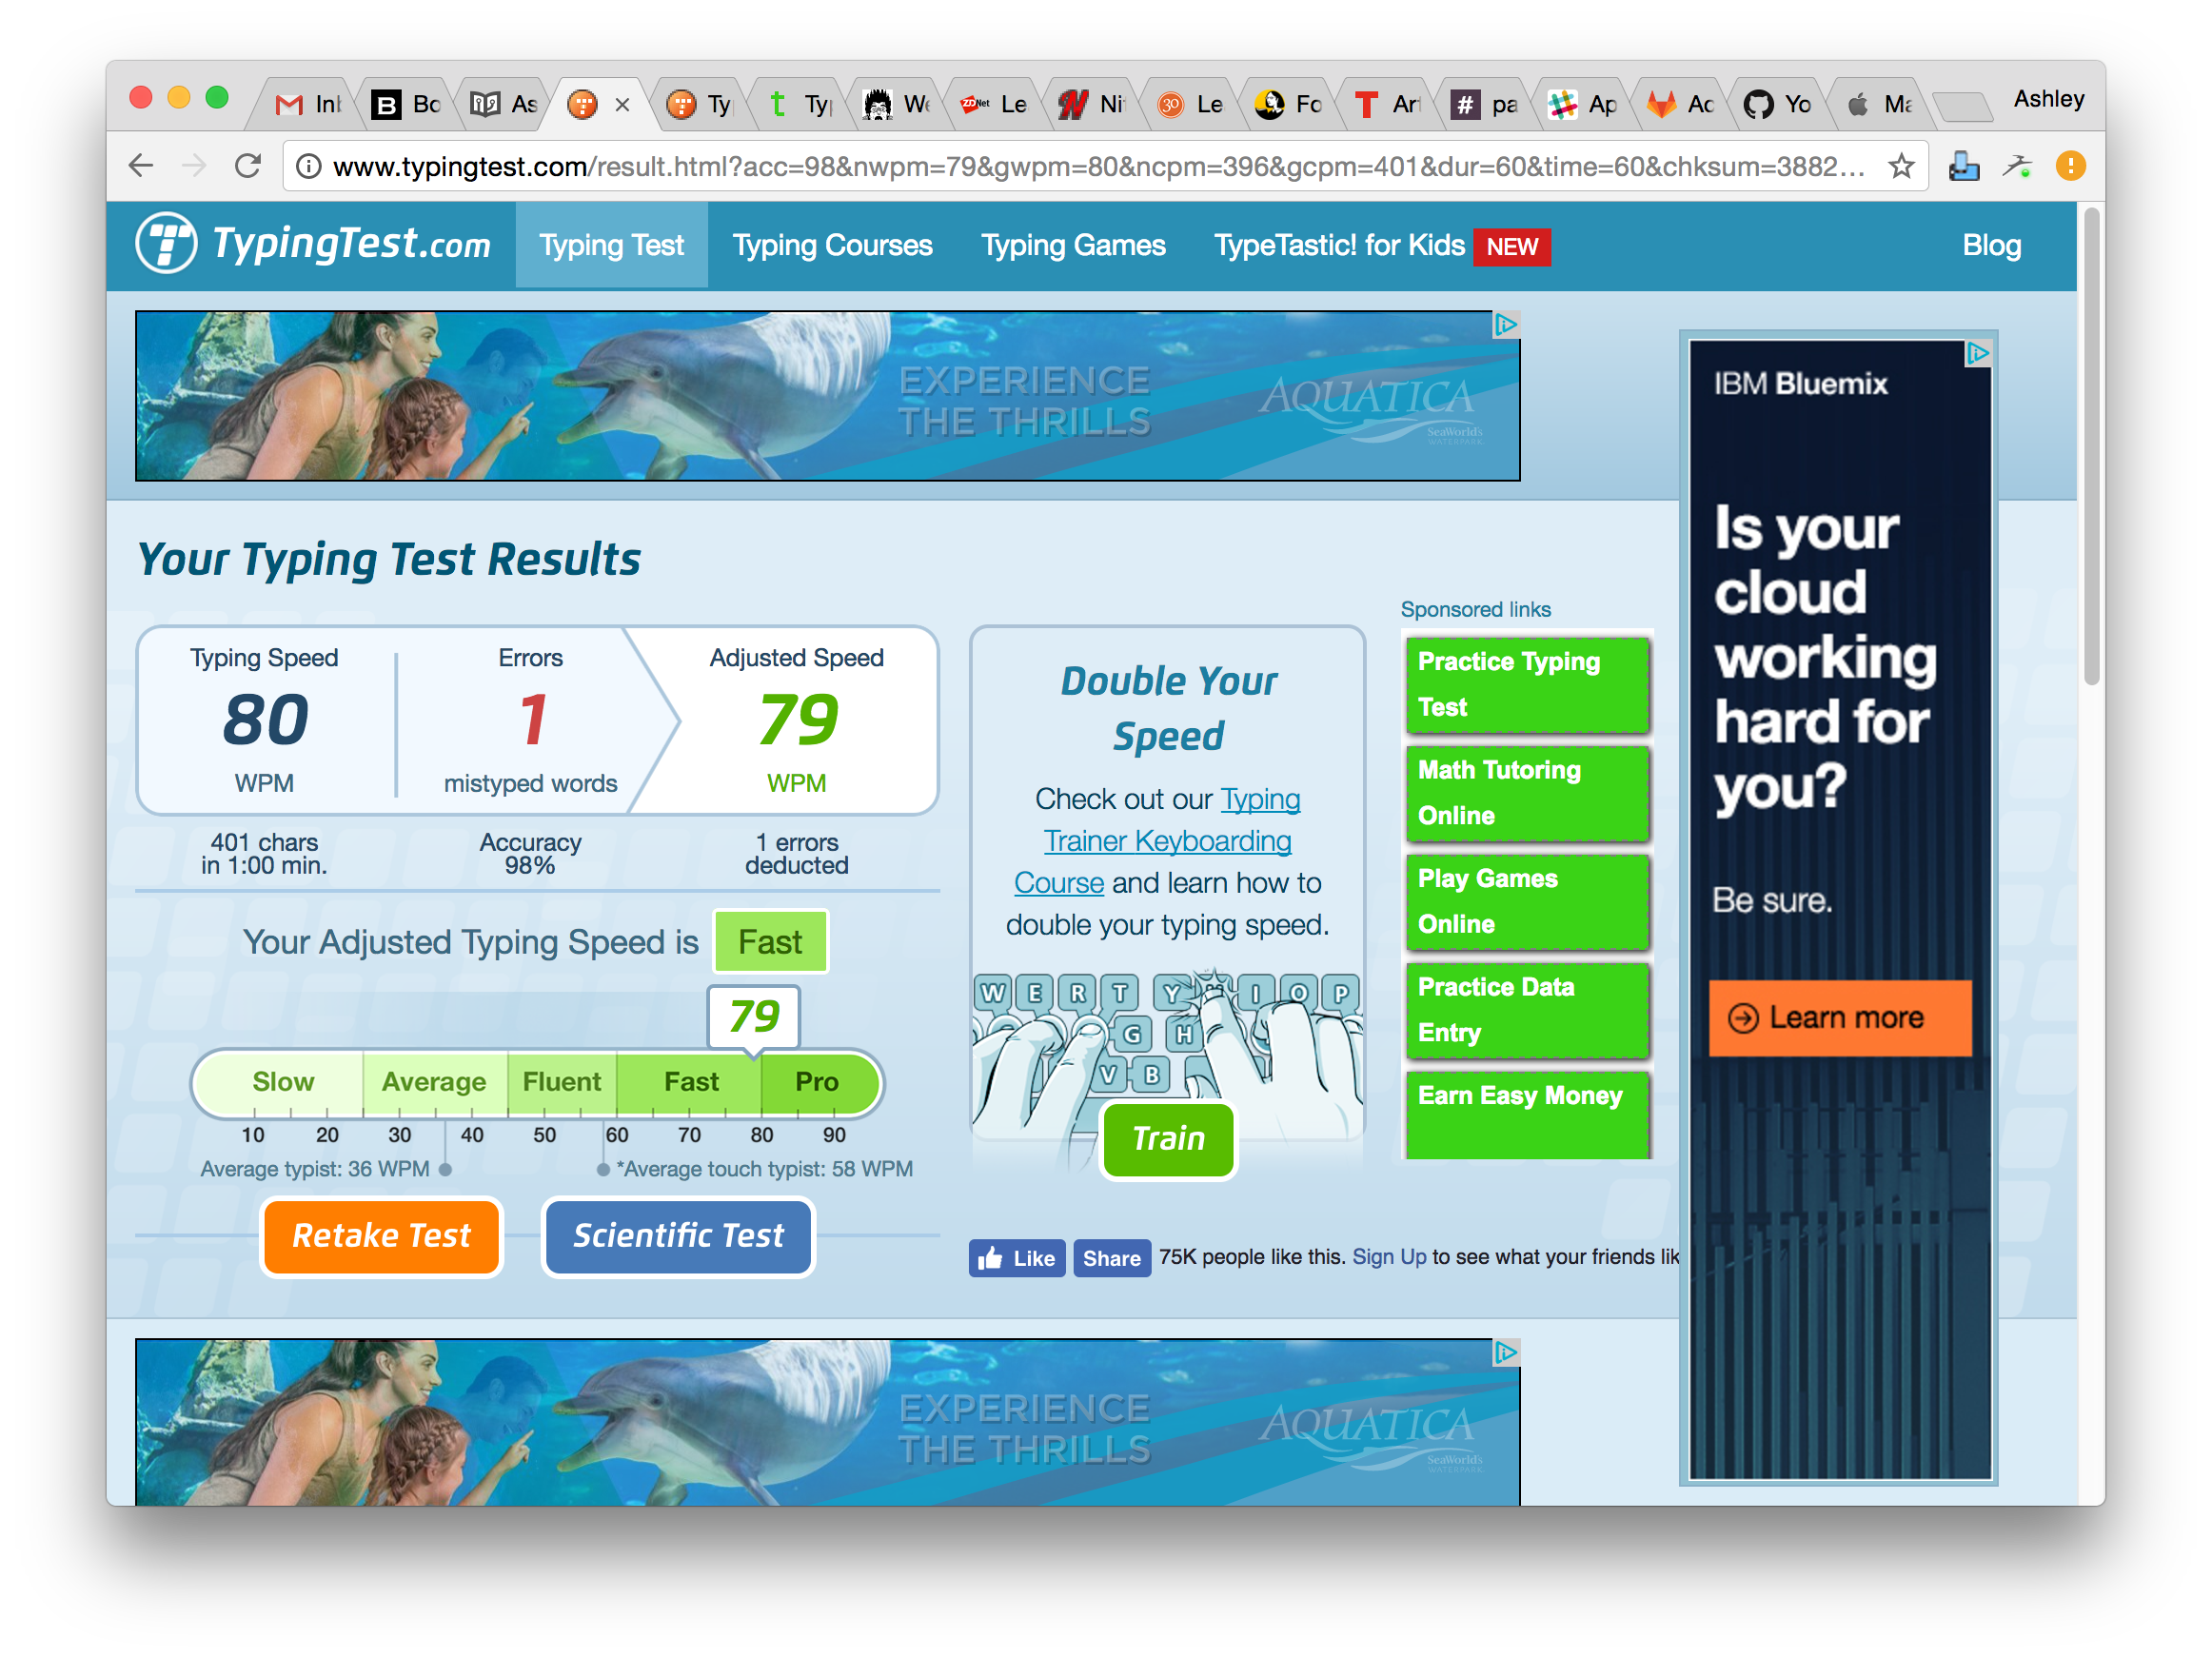 Inb
Bo
As
Ty
Typ
We
Le
Ni
Le
Fo
Art
pa
Ap
Ac
Yo
Ma
Ashley
www.typingtest.com/result.html?acc=98&nwpm=79&gwpm=80&ncpm=396&gcpm=401&dur=60&time=60&chksum=3882...
TypingTest.com
Typing Test
Typing Courses
Typing Games
TypeTastic! for Kids NEW
Blog
EXPERIENCE
THE THRILLS
AQUATICA
SeaWorld's
WATERPARK
IBM Bluemix
Is your
cloud
working
hard for
you?
Be sure.
Learn more
Your Typing Test Results
Typing Speed
80
WPM
Errors
1
mistyped words
Adjusted Speed
79
WPM
401 chars
in 1:00 min.
Accuracy
98%
1 errors
deducted
Your Adjusted Typing Speed is Fast
79
Slow Average Fluent Fast Pro
10 20 30 40 50 60 70 80 90
Average typist: 36 WPM
*Average touch typist: 58 WPM
Retake Test
Scientific Test
Double Your
Speed
Check out our Typing
Trainer Keyboarding
Course and learn how to
double your typing speed.
W E R T Y I O P
G H
V B
Train
Sponsored links
Practice Typing
Test
Math Tutoring
Online
Play Games
Online
Practice Data
Entry
Earn Easy Money
Like
Share
75K people like this. Sign Up to see what your friends lik
EXPERIENCE
THE THRILLS
AQUATICA
SeaWorld's
WATERPARK